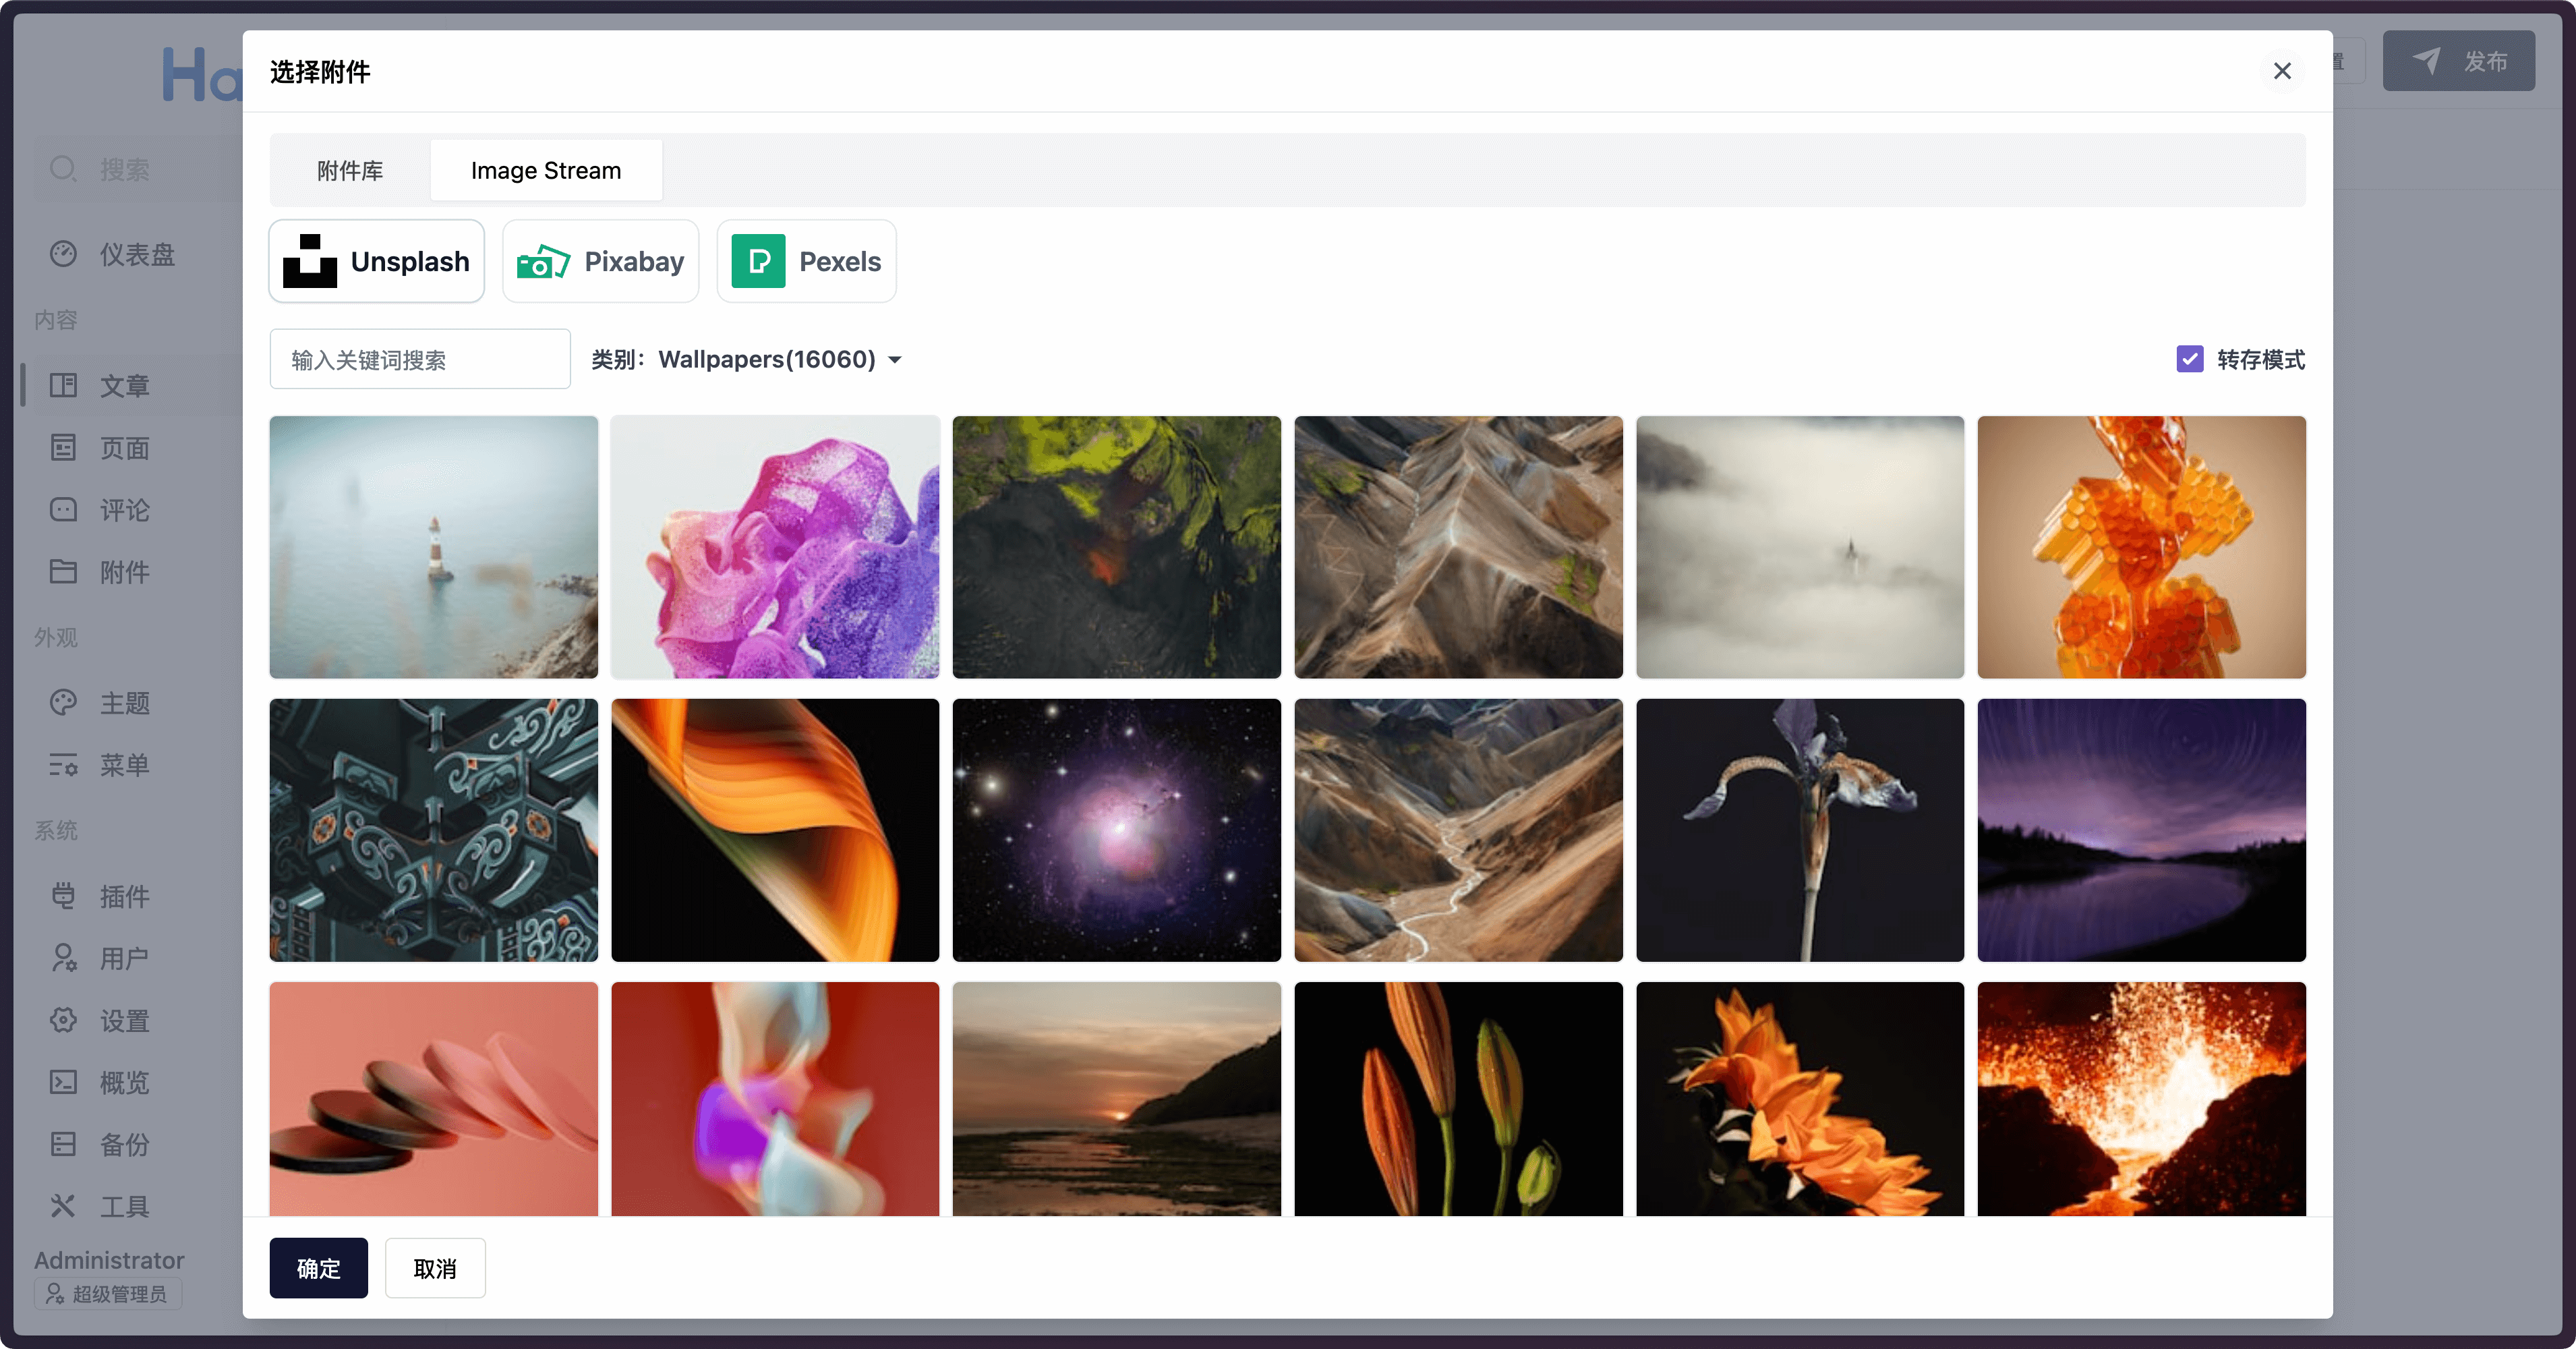 Ha
搜索
仪表盘
内容
文章
页面
评论
附件
外观
主题
菜单
系统
插件
用户
设置
概览
备份
工具
Administrator
超级管理员
置
发布
选择附件
附件库
Image Stream
Unsplash
Pixabay
Pexels
输入关键词搜索
类别：Wallpapers(16060)
转存模式
确定
取消